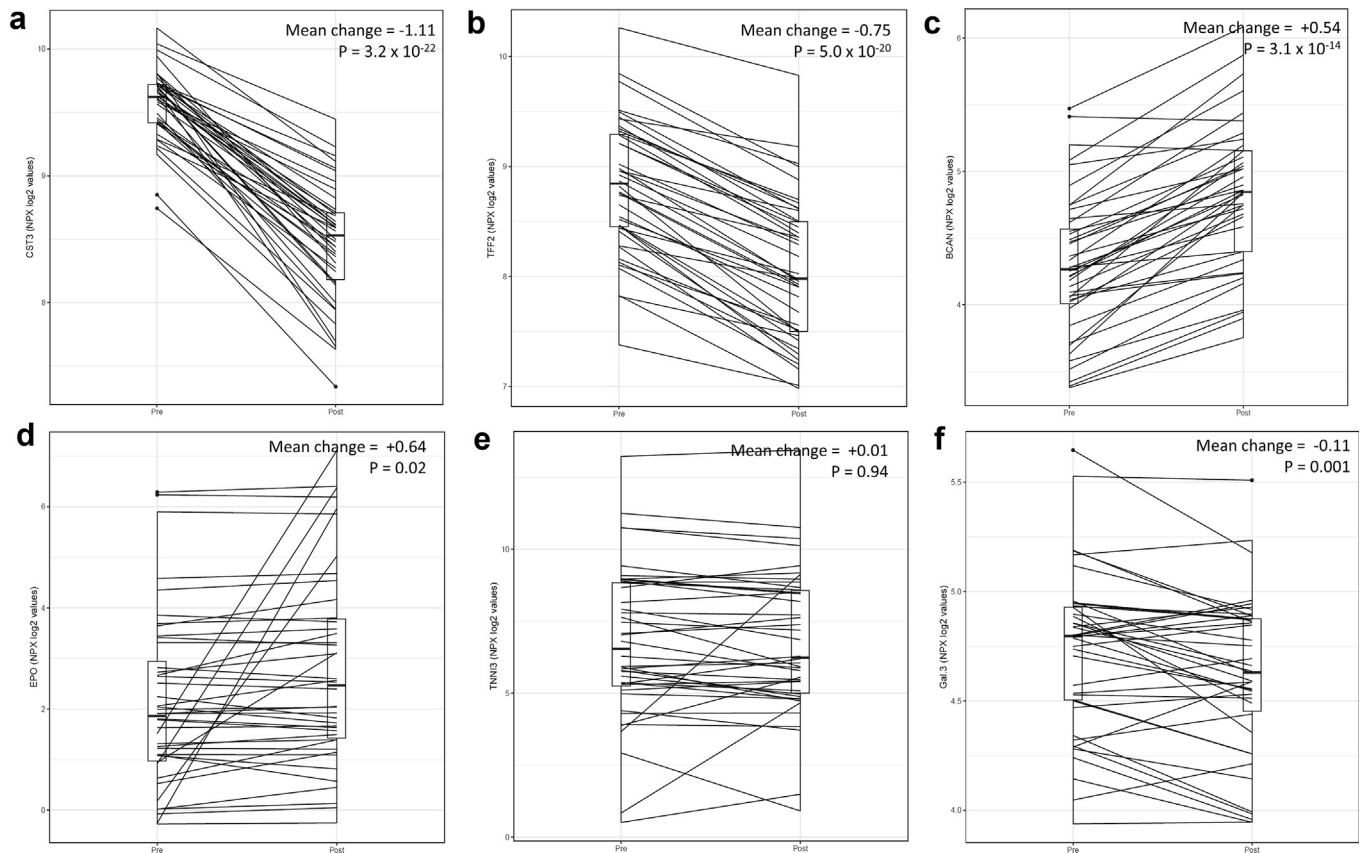 a
Mean change = -1.11
P = 3.2 x 10⁻²²
CST3 (NPX log2 values)
10
9
8
Pre
Post
b
Mean change = -0.75
P = 5.0 x 10⁻²⁰
TFF2 (NPX log2 values)
10
9
8
7
Pre
Post
c
Mean change = +0.54
P = 3.1 x 10⁻¹⁴
BCAN (NPX log2 values)
6
5
4
Pre
Post
d
Mean change = +0.64
P = 0.02
EPO (NPX log2 values)
6
4
2
0
Pre
Post
e
Mean change = +0.01
P = 0.94
TNNI3 (NPX log2 values)
10
5
0
Pre
Post
f
Mean change = -0.11
P = 0.001
Gal.3 (NPX log2 values)
5.5
5.0
4.5
4.0
Pre
Post